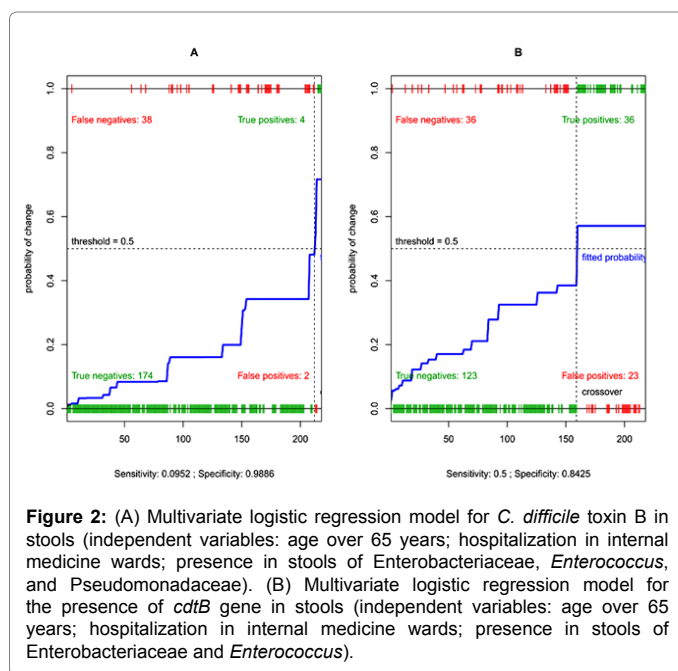 A
B
1.0
0.8
0.6
0.4
0.2
0.0
probability of change
False negatives: 38
True positives: 4
threshold = 0.5
True negatives: 174
False positives: 2
50
100
150
200
Sensitivity: 0.0952 ; Specificity: 0.9886
1.0
0.8
0.6
0.4
0.2
0.0
probability of change
False negatives: 36
True positives: 36
threshold = 0.5
fitted probability
True negatives: 123
False positives: 23
crossover
50
100
150
200
Sensitivity: 0.5 ; Specificity: 0.8425
Figure 2: (A) Multivariate logistic regression model for C. difficile toxin B in
stools (independent variables: age over 65 years; hospitalization in internal
medicine wards; presence in stools of Enterobacteriaceae, Enterococcus,
and Pseudomonadaceae). (B) Multivariate logistic regression model for
the presence of cdtB gene in stools (independent variables: age over 65
years; hospitalization in internal medicine wards; presence in stools of
Enterobacteriaceae and Enterococcus).